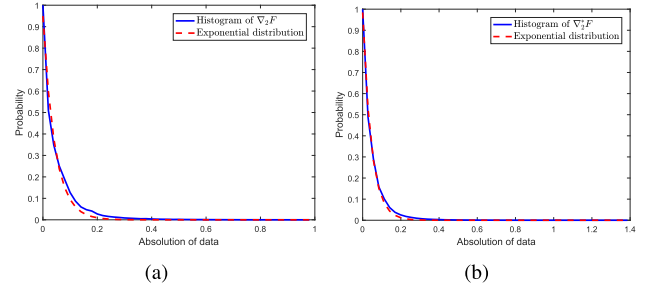 Histogram of ∇₂F
Exponential distribution
1
0.9
0.8
0.7
0.6
0.5
0.4
0.3
0.2
0.1
0
Probability
0 0.2 0.4 0.6 0.8 1
Absolution of data
(a)
Histogram of ∇₂*F
Exponential distribution
1
0.9
0.8
0.7
0.6
0.5
0.4
0.3
0.2
0.1
0
Probability
0 0.2 0.4 0.6 0.8 1 1.2 1.4
Absolution of data
(b)